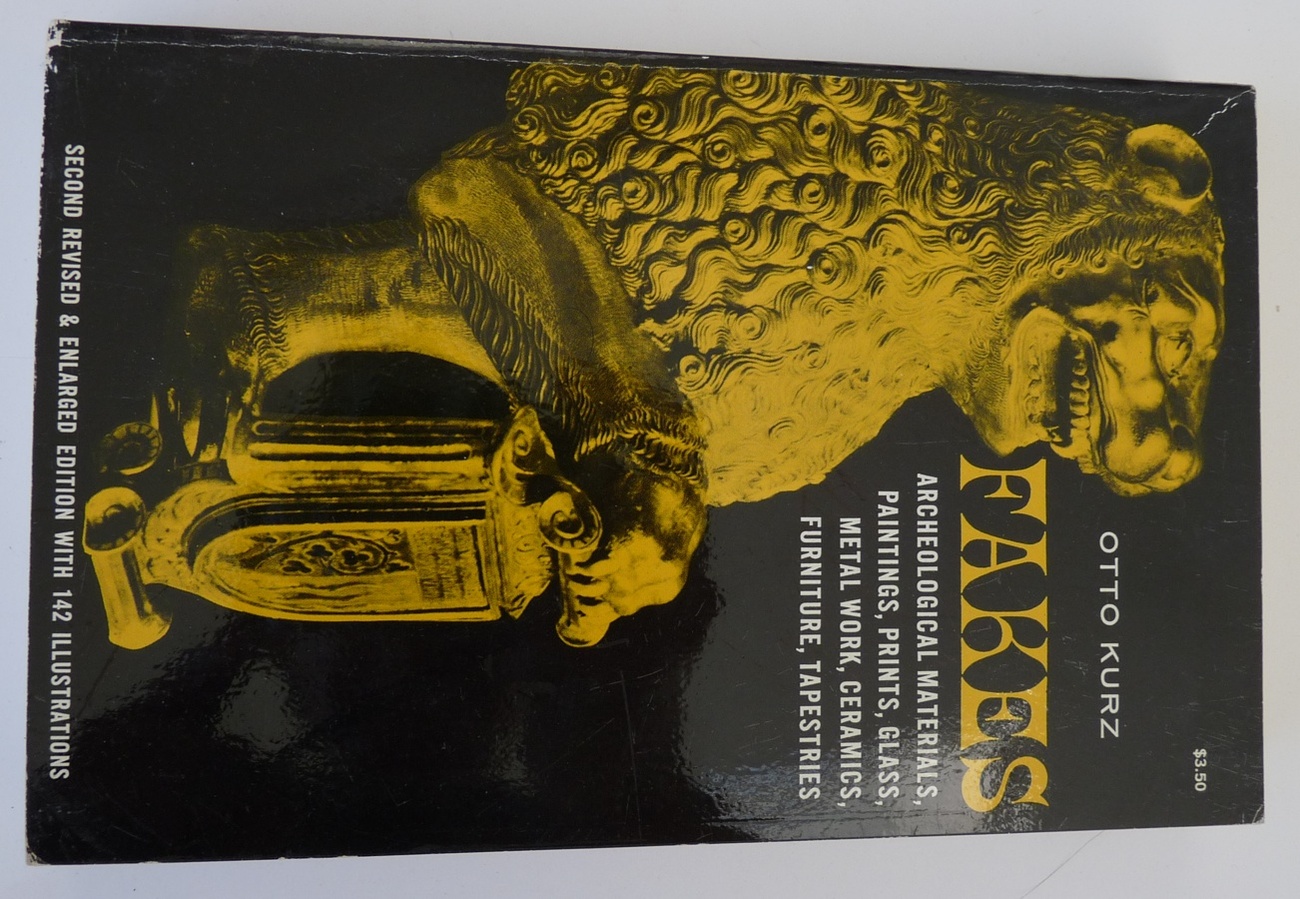 $3.50
OTTO KURZ
FAKES
ARCHEOLOGICAL MATERIALS,
PAINTINGS, PRINTS, GLASS,
METAL WORK, CERAMICS,
FURNITURE, TAPESTRIES
SECOND REVISED & ENLARGED EDITION WITH 142 ILLUSTRATIONS